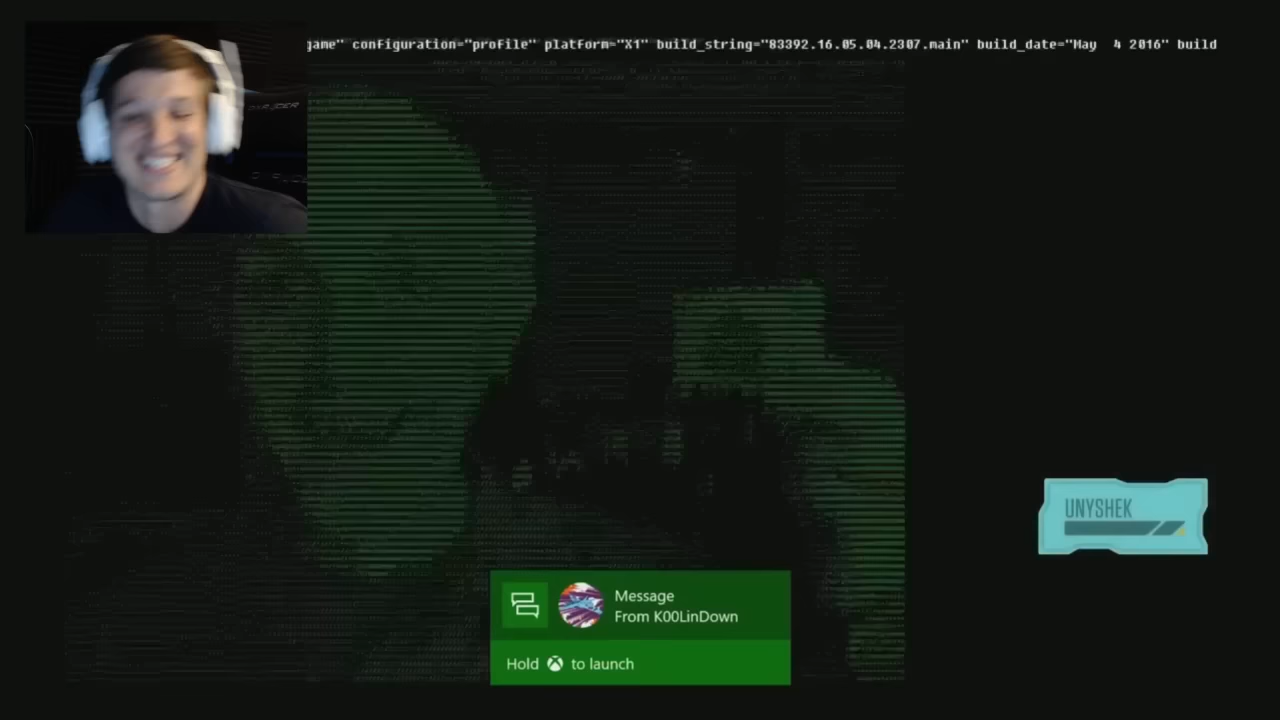 game" configuration="profile" platform="X1" build_string="83392.16.05.04.2307.main" build_date="May  4 2016" build
UNYSHEK
Message
From K00LinDown
Hold to launch